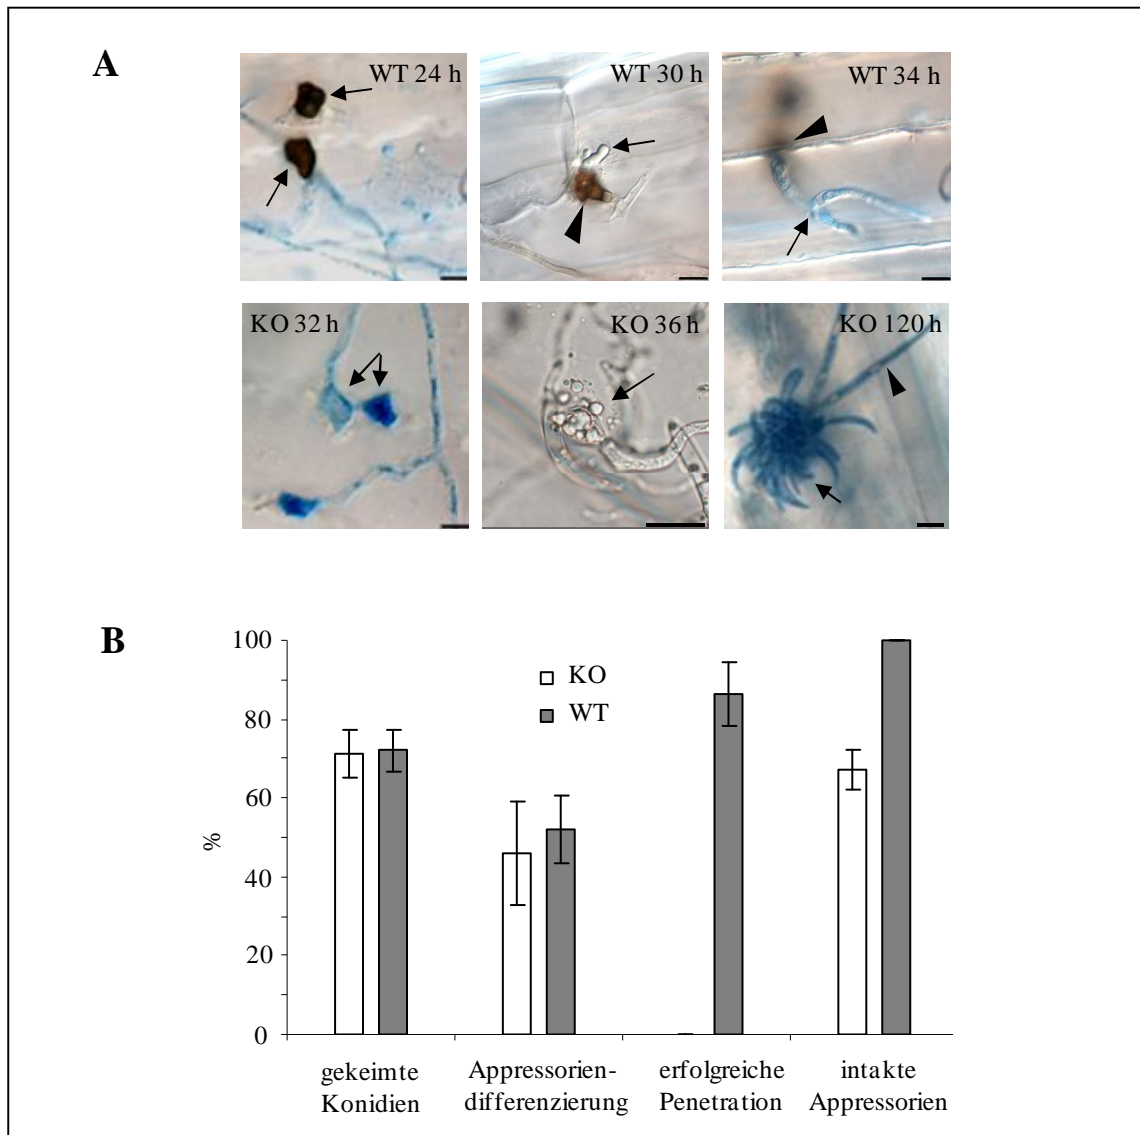 A
WT 24 h
WT 30 h
WT 34 h
KO 32 h
KO 36 h
KO 120 h
B
100
80
60
40
20
0
%
KO
WT
gekeimte
Konidien
Appressorien-
differenzierung
erfolgreiche
Penetration
intakte
Appressorien